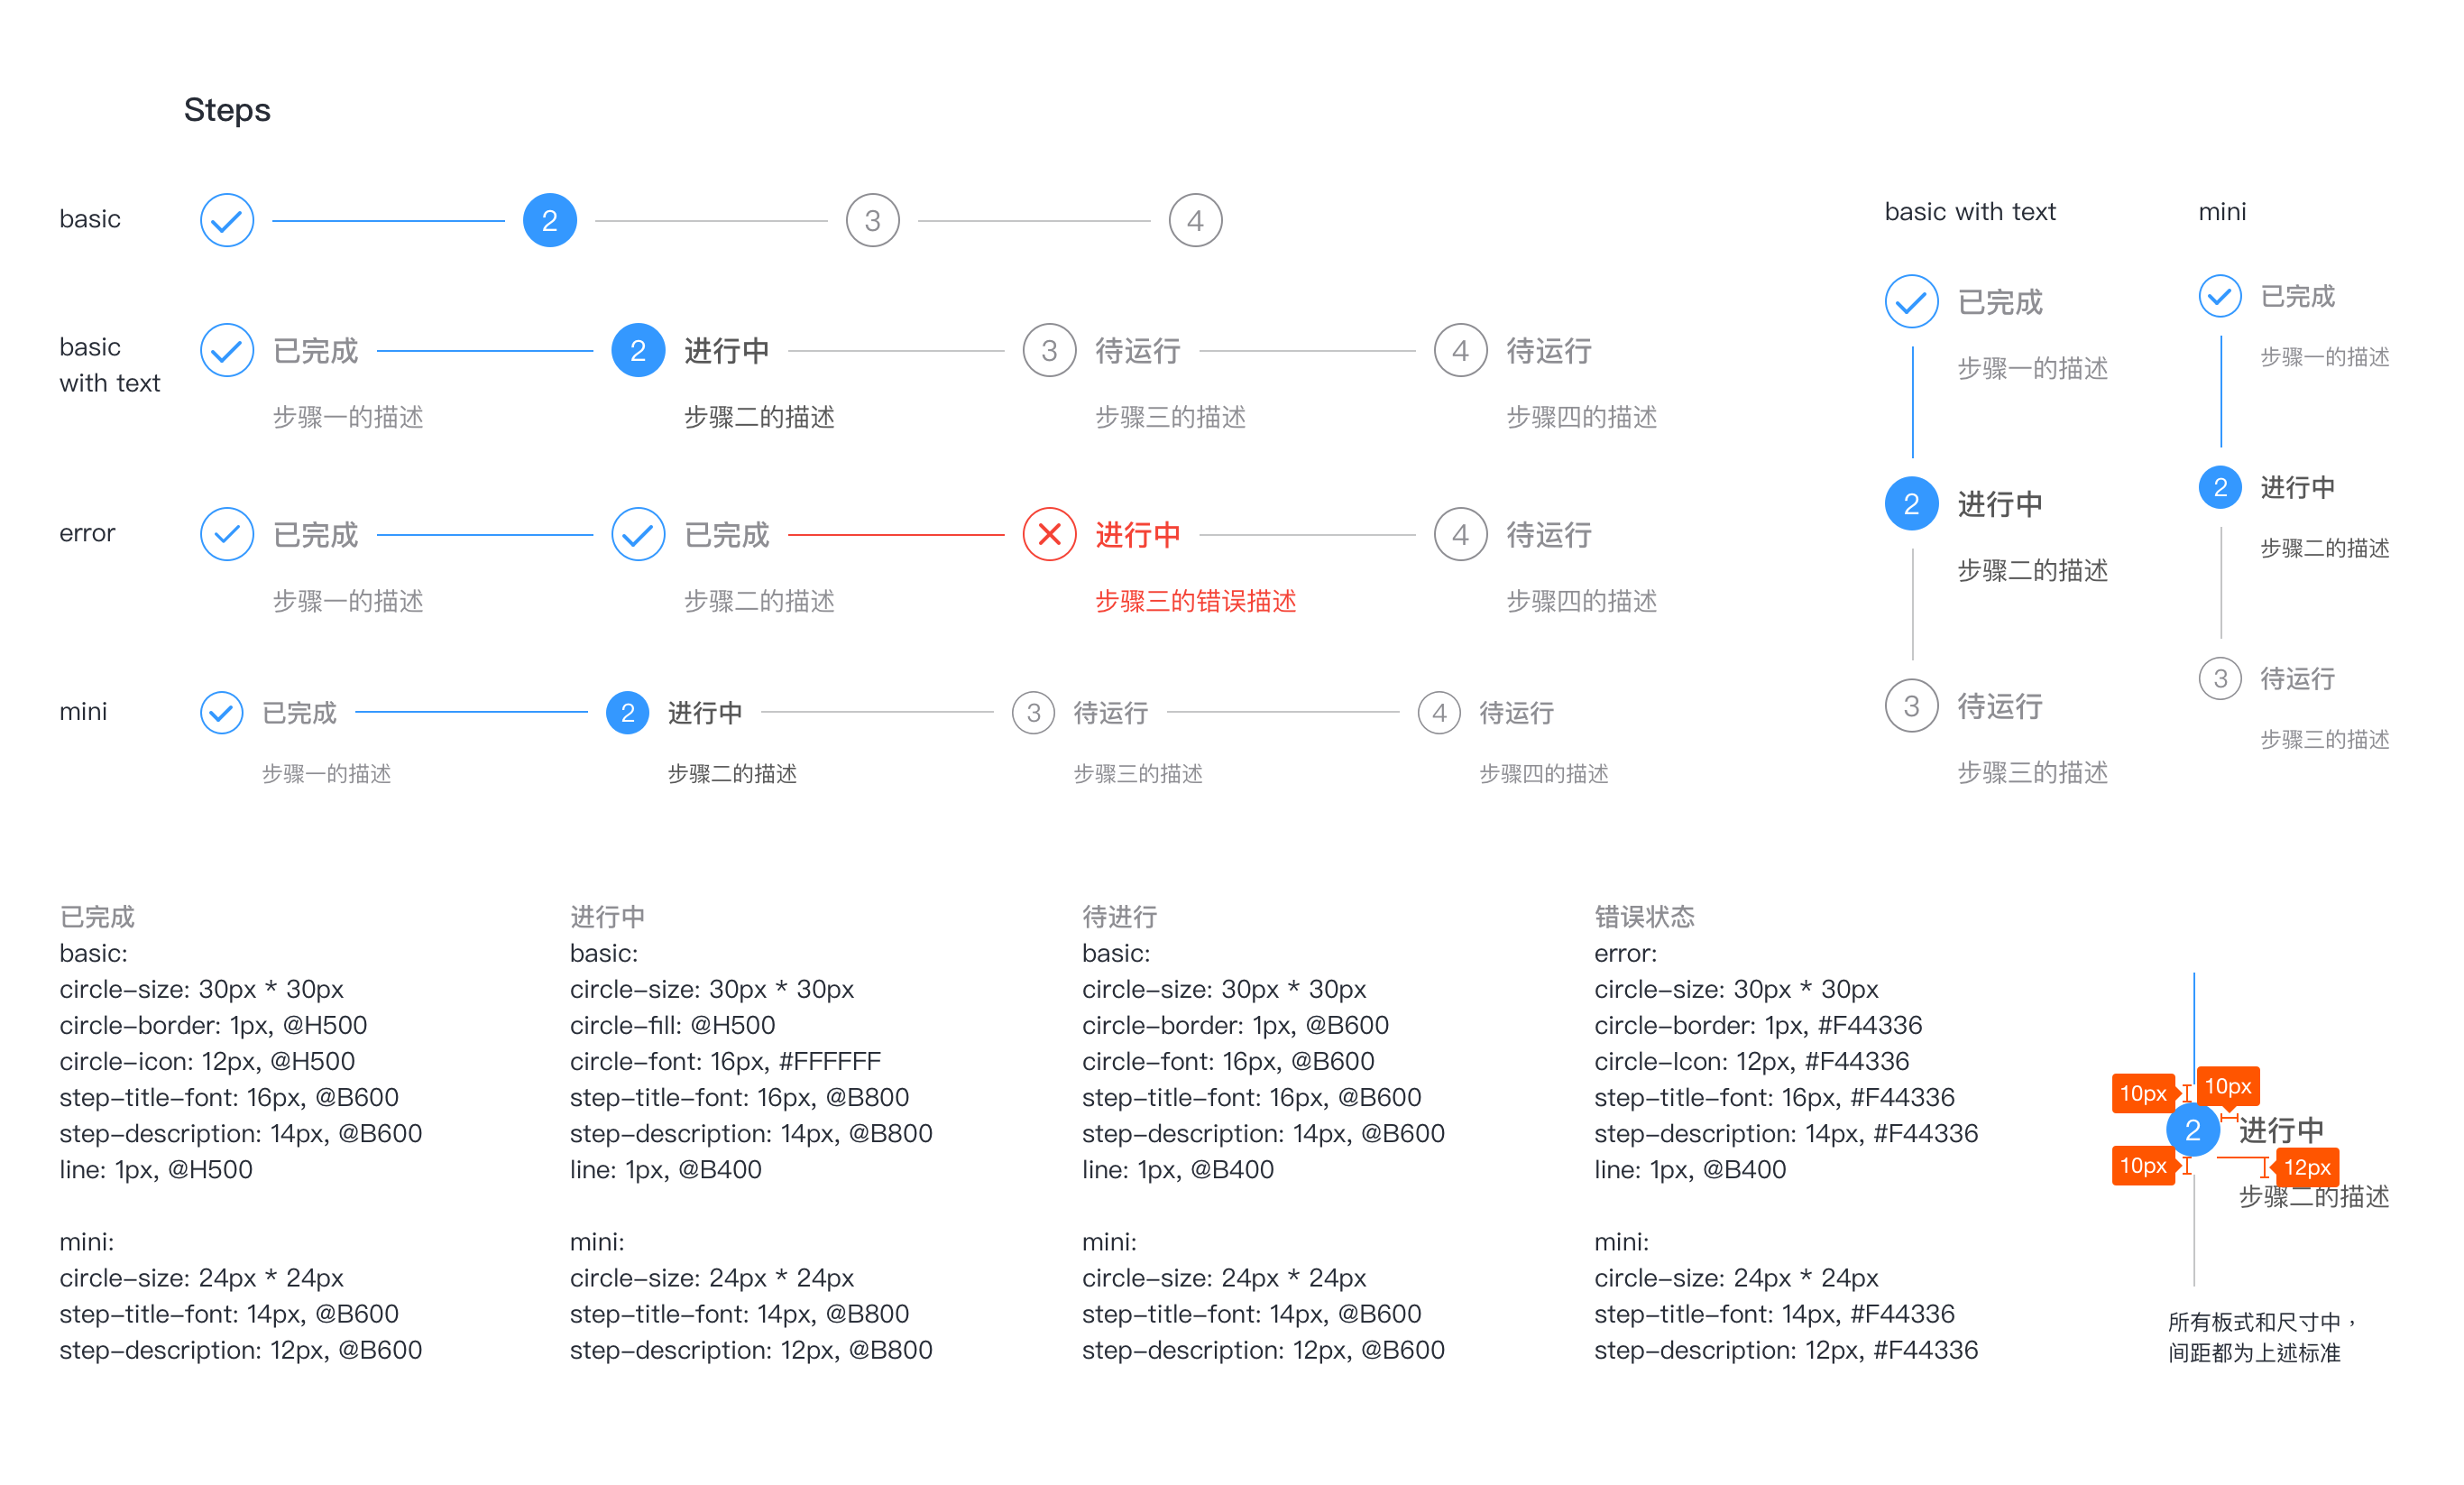 Steps
basic
2
3
4
basic
with text
已完成
步骤一的描述
2
进行中
步骤二的描述
3
待运行
步骤三的描述
4
待运行
步骤四的描述
error
已完成
步骤一的描述
已完成
步骤二的描述
进行中
步骤三的错误描述
4
待运行
步骤四的描述
mini
已完成
步骤一的描述
2
进行中
步骤二的描述
3
待运行
步骤三的描述
4
待运行
步骤四的描述
basic with text
已完成
步骤一的描述
2
进行中
步骤二的描述
3
待运行
步骤三的描述
mini
已完成
步骤一的描述
2
进行中
步骤二的描述
3
待运行
步骤三的描述
已完成
basic:
circle–size: 30px * 30px
circle–border: 1px, @H500
circle–icon: 12px, @H500
step–title–font: 16px, @B600
step–description: 14px, @B600
line: 1px, @H500
mini:
circle–size: 24px * 24px
step–title–font: 14px, @B600
step–description: 12px, @B600
进行中
basic:
circle–size: 30px * 30px
circle–fill: @H500
circle–font: 16px, #FFFFFF
step–title–font: 16px, @B800
step–description: 14px, @B800
line: 1px, @B400
mini:
circle–size: 24px * 24px
step–title–font: 14px, @B800
step–description: 12px, @B800
待进行
basic:
circle–size: 30px * 30px
circle–border: 1px, @B600
circle–font: 16px, @B600
step–title–font: 16px, @B600
step–description: 14px, @B600
line: 1px, @B400
mini:
circle–size: 24px * 24px
step–title–font: 14px, @B600
step–description: 12px, @B600
错误状态
error:
circle–size: 30px * 30px
circle–border: 1px, #F44336
circle–Icon: 12px, #F44336
step–title–font: 16px, #F44336
step–description: 14px, #F44336
line: 1px, @B400
mini:
circle–size: 24px * 24px
step–title–font: 14px, #F44336
step–description: 12px, #F44336
10px
10px
2
进行中
10px
12px
步骤二的描述
所有板式和尺寸中，
间距都为上述标准